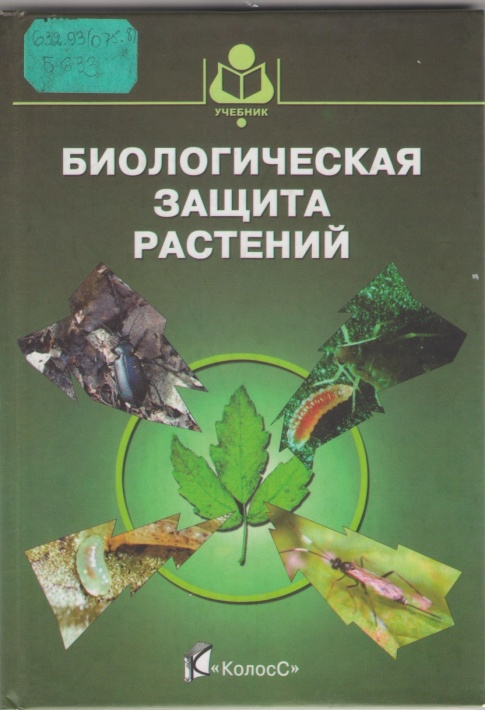 632.93(075.8)
Б 633
УЧЕБНИК
БИОЛОГИЧЕСКАЯ
ЗАЩИТА
РАСТЕНИЙ
«КолосС»